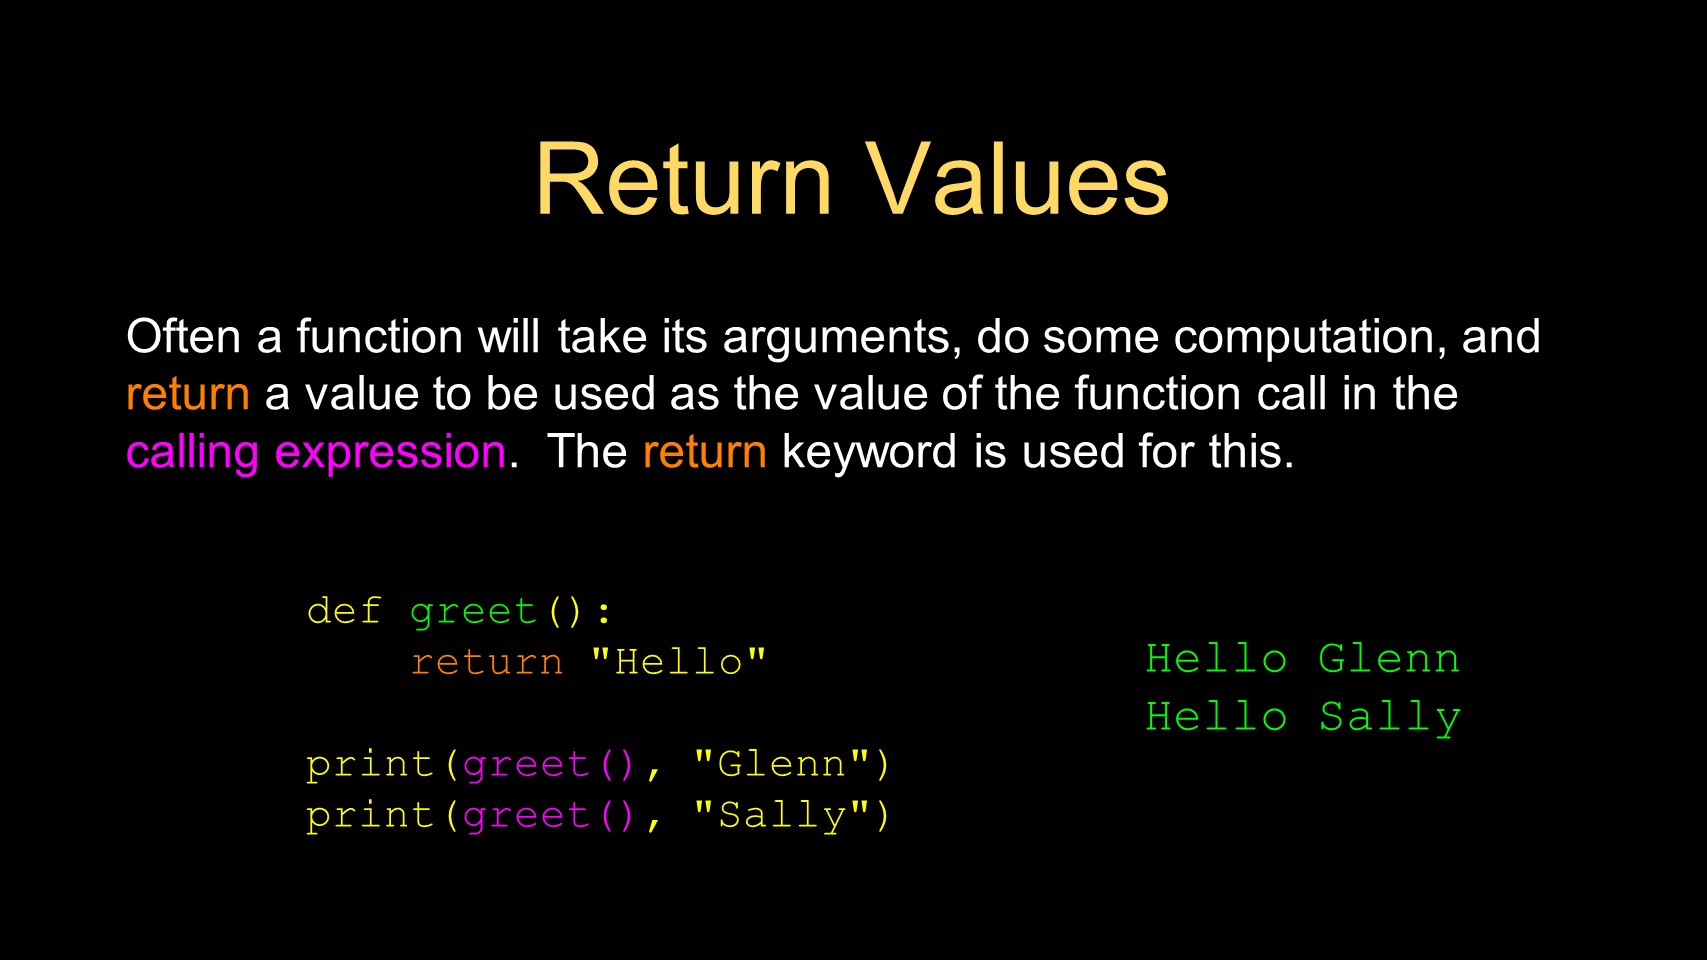 Return Values
Often a function will take its arguments, do some computation, and
return a value to be used as the value of the function call in the
calling expression.  The return keyword is used for this.
def greet():
    return "Hello"
print(greet(), "Glenn")
print(greet(), "Sally")
Hello Glenn
Hello Sally